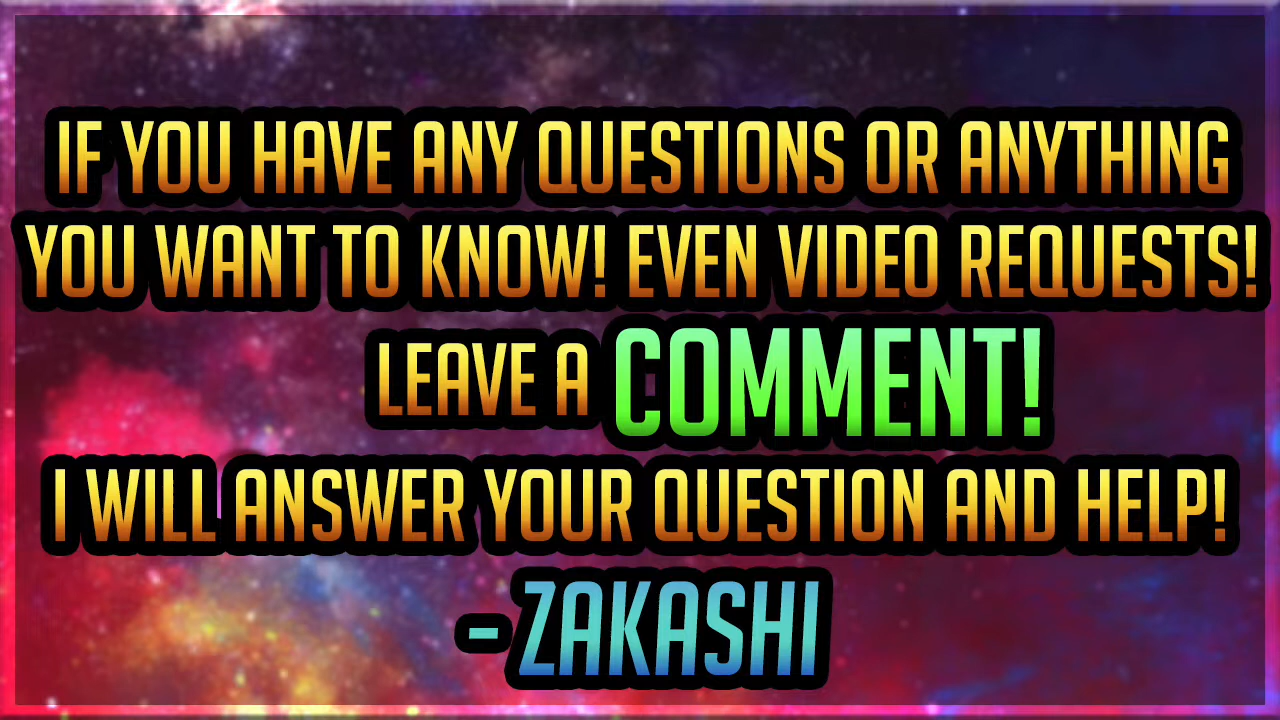 IF YOU HAVE ANY QUESTIONS OR ANYTHING
YOU WANT TO KNOW! EVEN VIDEO REQUESTS!
LEAVE A COMMENT!
I WILL ANSWER YOUR QUESTION AND HELP!
- ZAKASHI